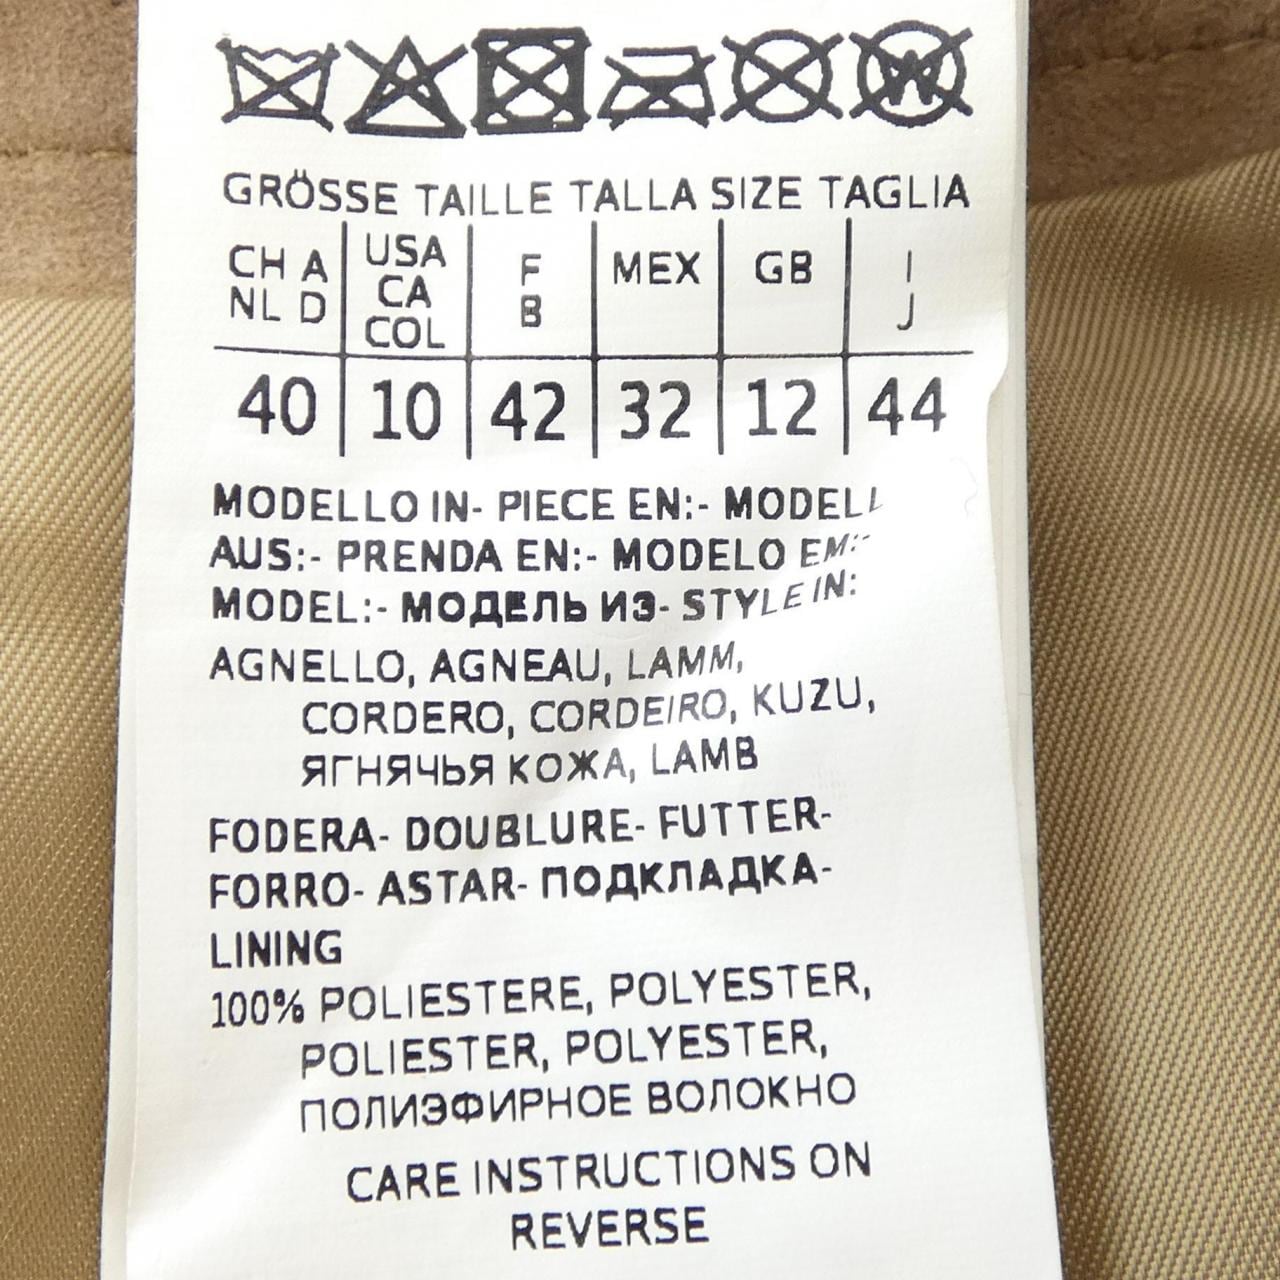 GRÖSSE TAILLE TALLA SIZE TAGLIA
CH A NL D USA CA COL F B MEX GB I J
40 10 42 32 12 44
MODELLO IN- PIECE EN:- MODELL
AUS:- PRENDA EN:- MODELO EM:-
MODEL:- МОДЕЛЬ ИЗ- STYLE IN:
AGNELLO, AGNEAU, LAMM,
CORDERO, CORDEIRO, KUZU,
ЯГНЯЧЬЯ КОЖА, LAMB
FODERA- DOUBLURE- FUTTER-
FORRO- ASTAR- ПОДКЛАДКА-
LINING
100% POLIESTERE, POLYESTER,
POLIESTER, POLYESTER,
ПОЛИЭФИРНОЕ ВОЛОКНО
CARE INSTRUCTIONS ON
REVERSE